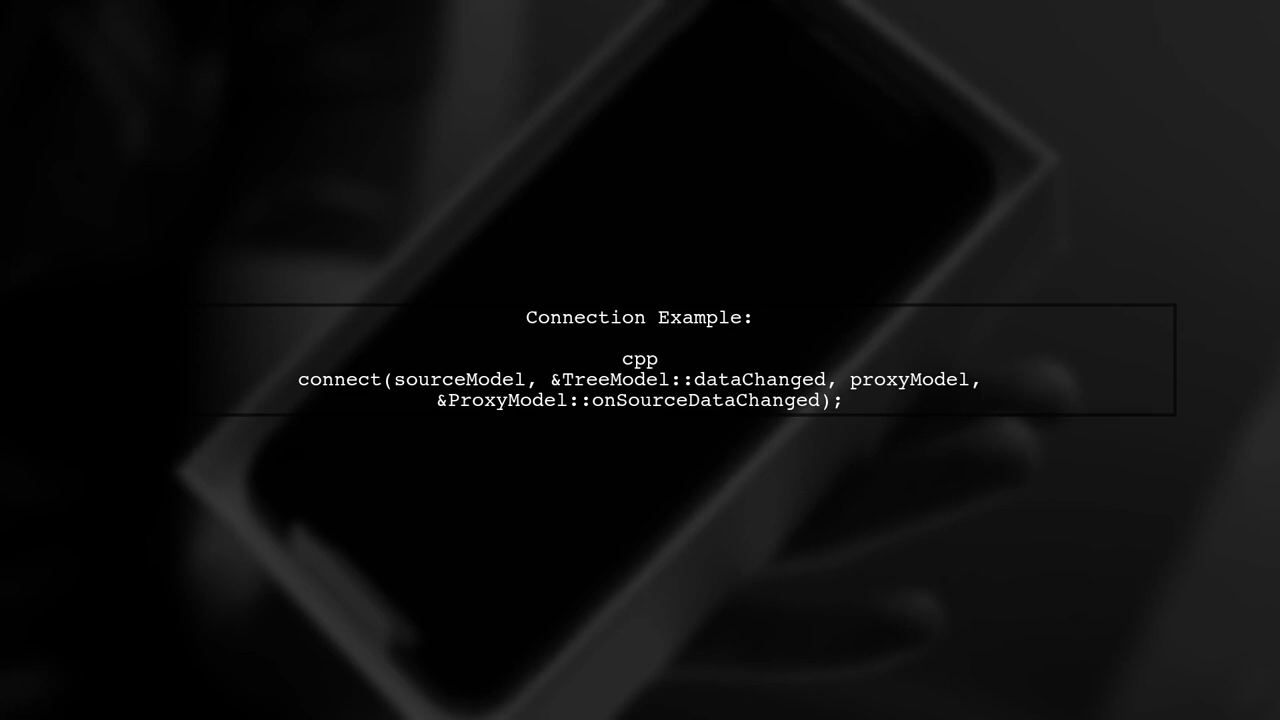 Connection Example:
cpp
connect(sourceModel, &TreeModel::dataChanged, proxyModel,
&ProxyModel::onSourceDataChanged);